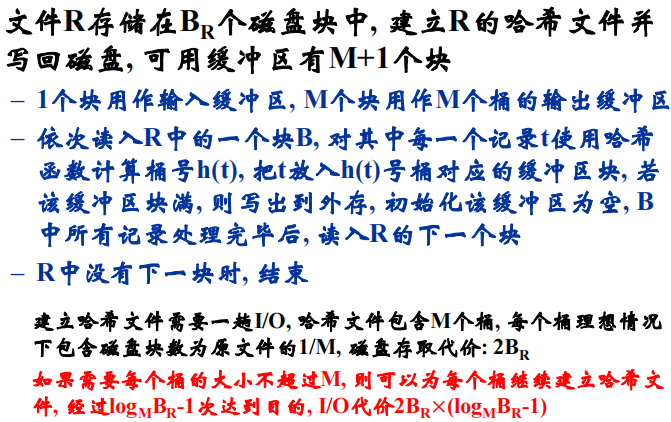 文件R存储在BR个磁盘块中, 建立R的哈希文件并
写回磁盘, 可用缓冲区有M+1个块
– 1个块用作输入缓冲区, M个块用作M个桶的输出缓冲区
– 依次读入R中的一个块B, 对其中每一个记录t使用哈希
函数计算桶号h(t), 把t放入h(t)号桶对应的缓冲区块, 若
该缓冲区块满, 则写出到外存, 初始化该缓冲区为空, B
中所有记录处理完毕后, 读入R的下一个块
– R中没有下一块时, 结束
建立哈希文件需要一趟I/O, 哈希文件包含M个桶, 每个桶理想情况
下包含磁盘块数为原文件的1/M, 磁盘存取代价: 2BR
如果需要每个桶的大小不超过M, 则可以为每个桶继续建立哈希文
件, 经过logMBR-1次达到目的, I/O代价2BR×(logMBR-1)